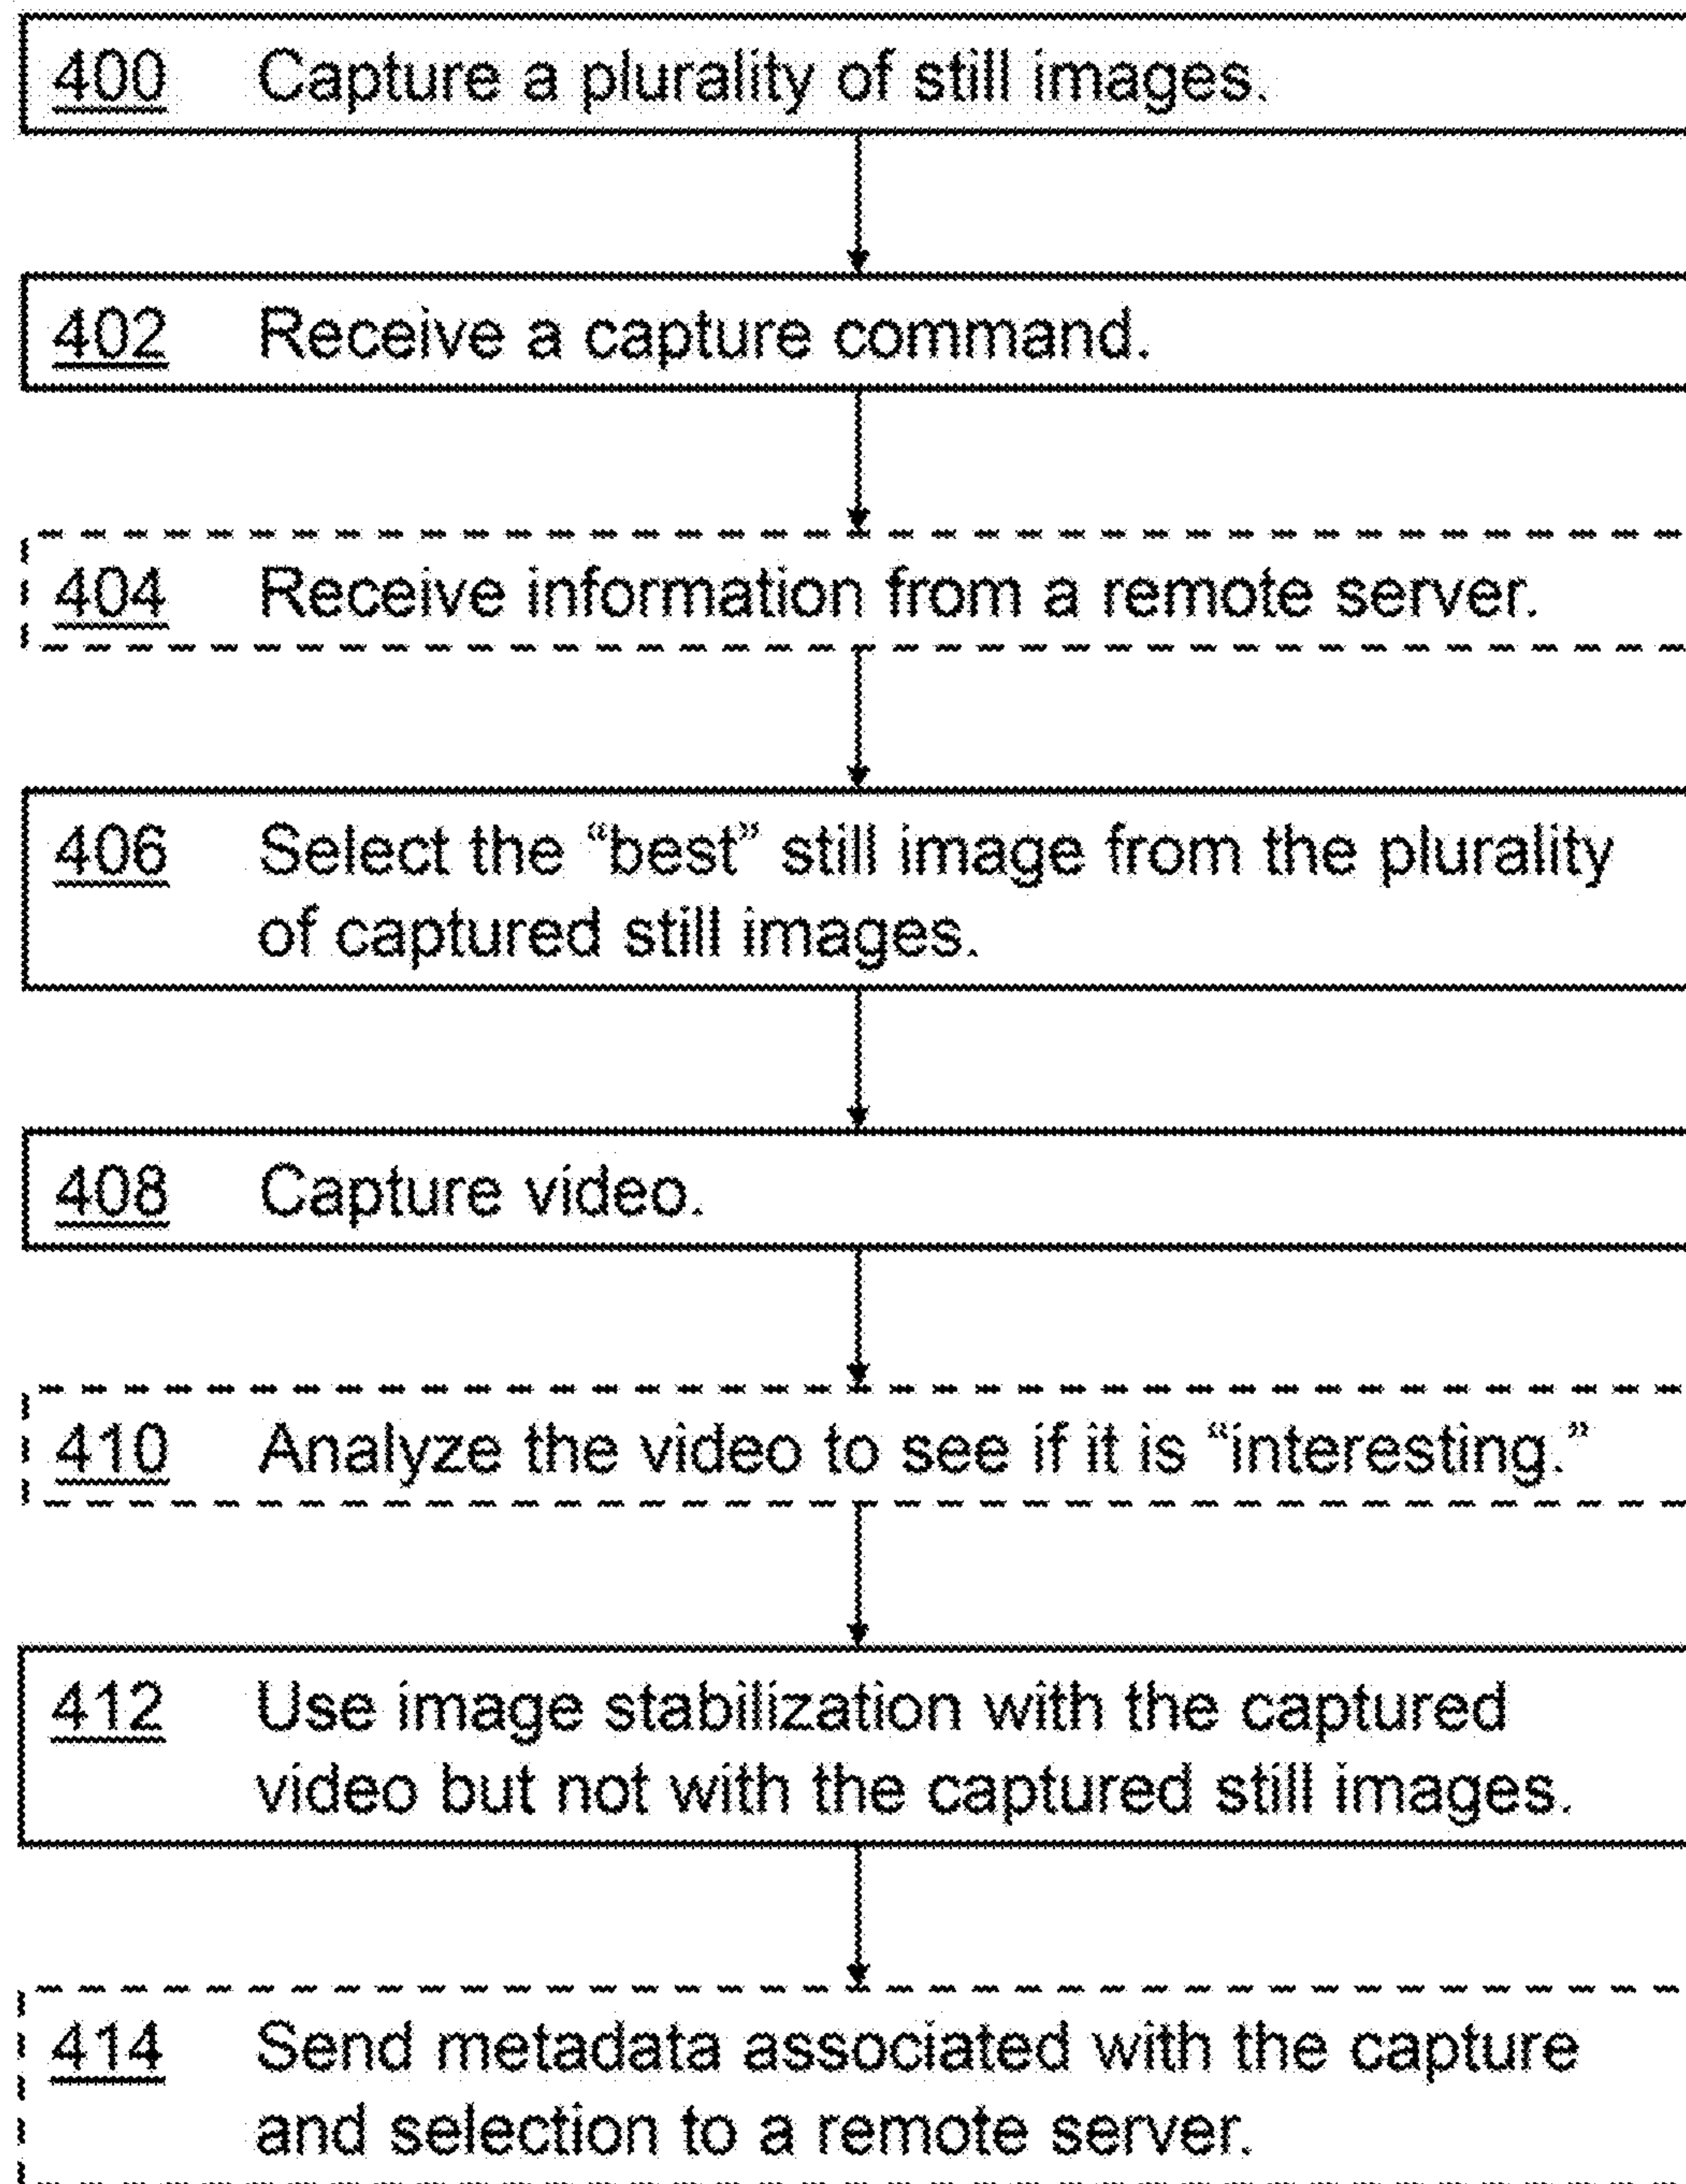 400 Capture a plurality of still images.
402 Receive a capture command.
404 Receive information from a remote server.
406 Select the “best” still image from the plurality
of captured still images.
408 Capture video.
410 Analyze the video to see if it is “interesting.”
412 Use image stabilization with the captured
video but not with the captured still images.
414 Send metadata associated with the capture
and selection to a remote server.